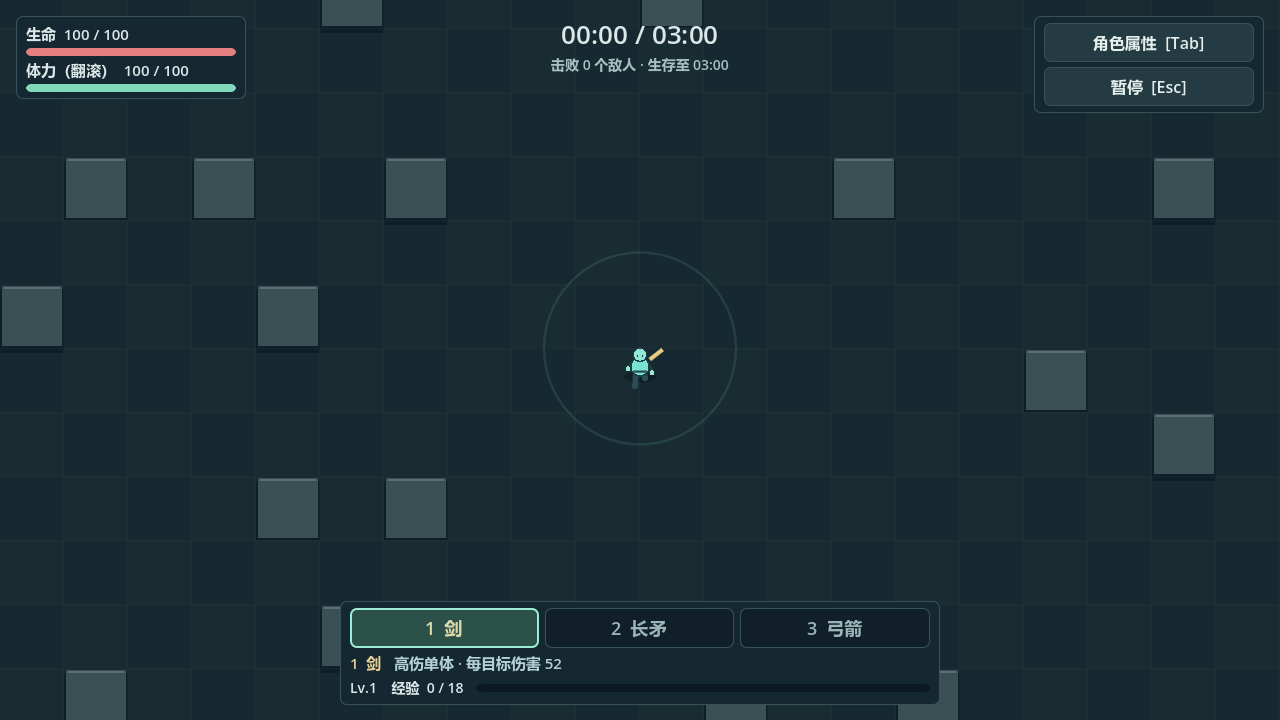 生命 100 / 100
体力（翻滚） 100 / 100
00:00 / 03:00
击败 0 个敌人 · 生存至 03:00
角色属性 [Tab]
暂停 [Esc]
1 剑
2 长矛
3 弓箭
1 剑 高伤单体 · 每目标伤害 52
Lv.1 经验 0 / 18